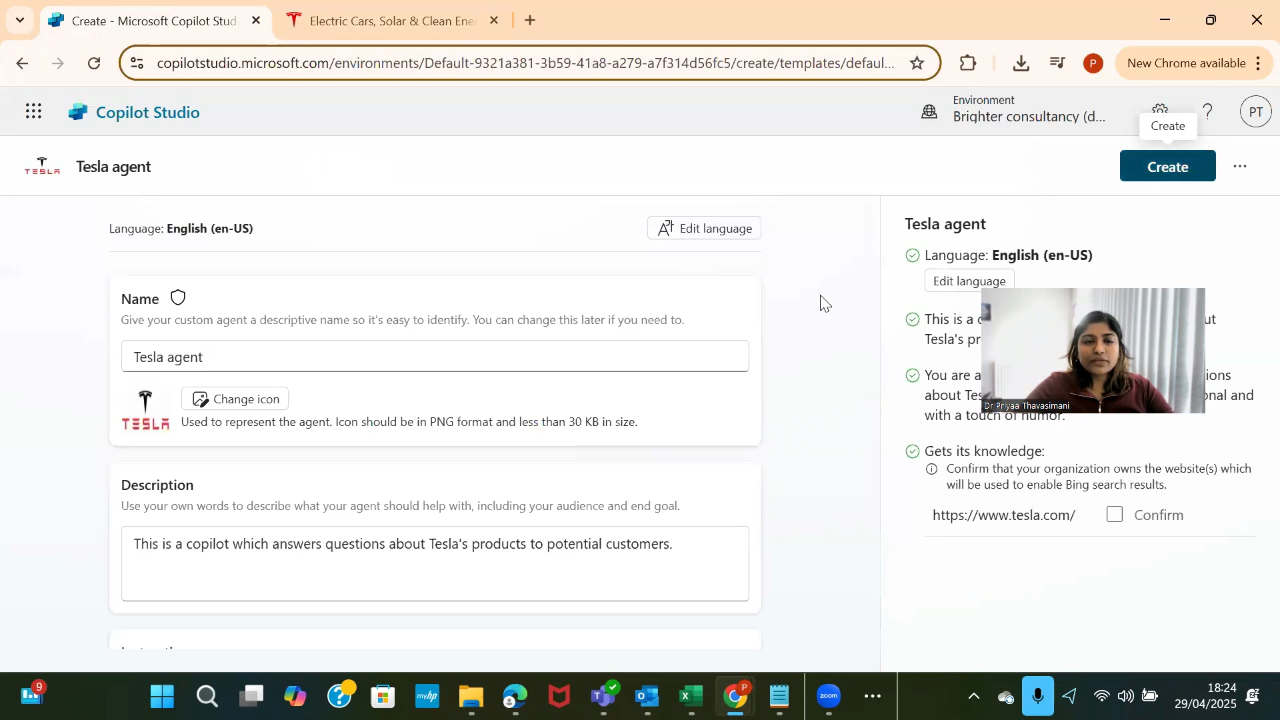 Create - Microsoft Copilot Stud
Electric Cars, Solar & Clean Ene
copilotstudio.microsoft.com/environments/Default-9321a381-3b59-41a8-a279-a7f314d56fc5/create/templates/defaul...
P
New Chrome available
Copilot Studio
Environment
Brighter consultancy (d...
?
PT
Create
TESLA
Tesla agent
Create
Language: English (en-US)
Edit language
Name
Give your custom agent a descriptive name so it's easy to identify. You can change this later if you need to.
Tesla agent
TESLA
Change icon
Used to represent the agent. Icon should be in PNG format and less than 30 KB in size.
Description
Use your own words to describe what your agent should help with, including your audience and end goal.
This is a copilot which answers questions about Tesla's products to potential customers.
Tesla agent
Language: English (en-US)
Edit language
This is a
Tesla's pr
You are a
about Tes
with a touch of humor.
Dr Priyaa Thavasimani
Gets its knowledge:
Confirm that your organization owns the website(s) which
will be used to enable Bing search results.
https://www.tesla.com/
Confirm
9
myhp
zoom
18:24
29/04/2025